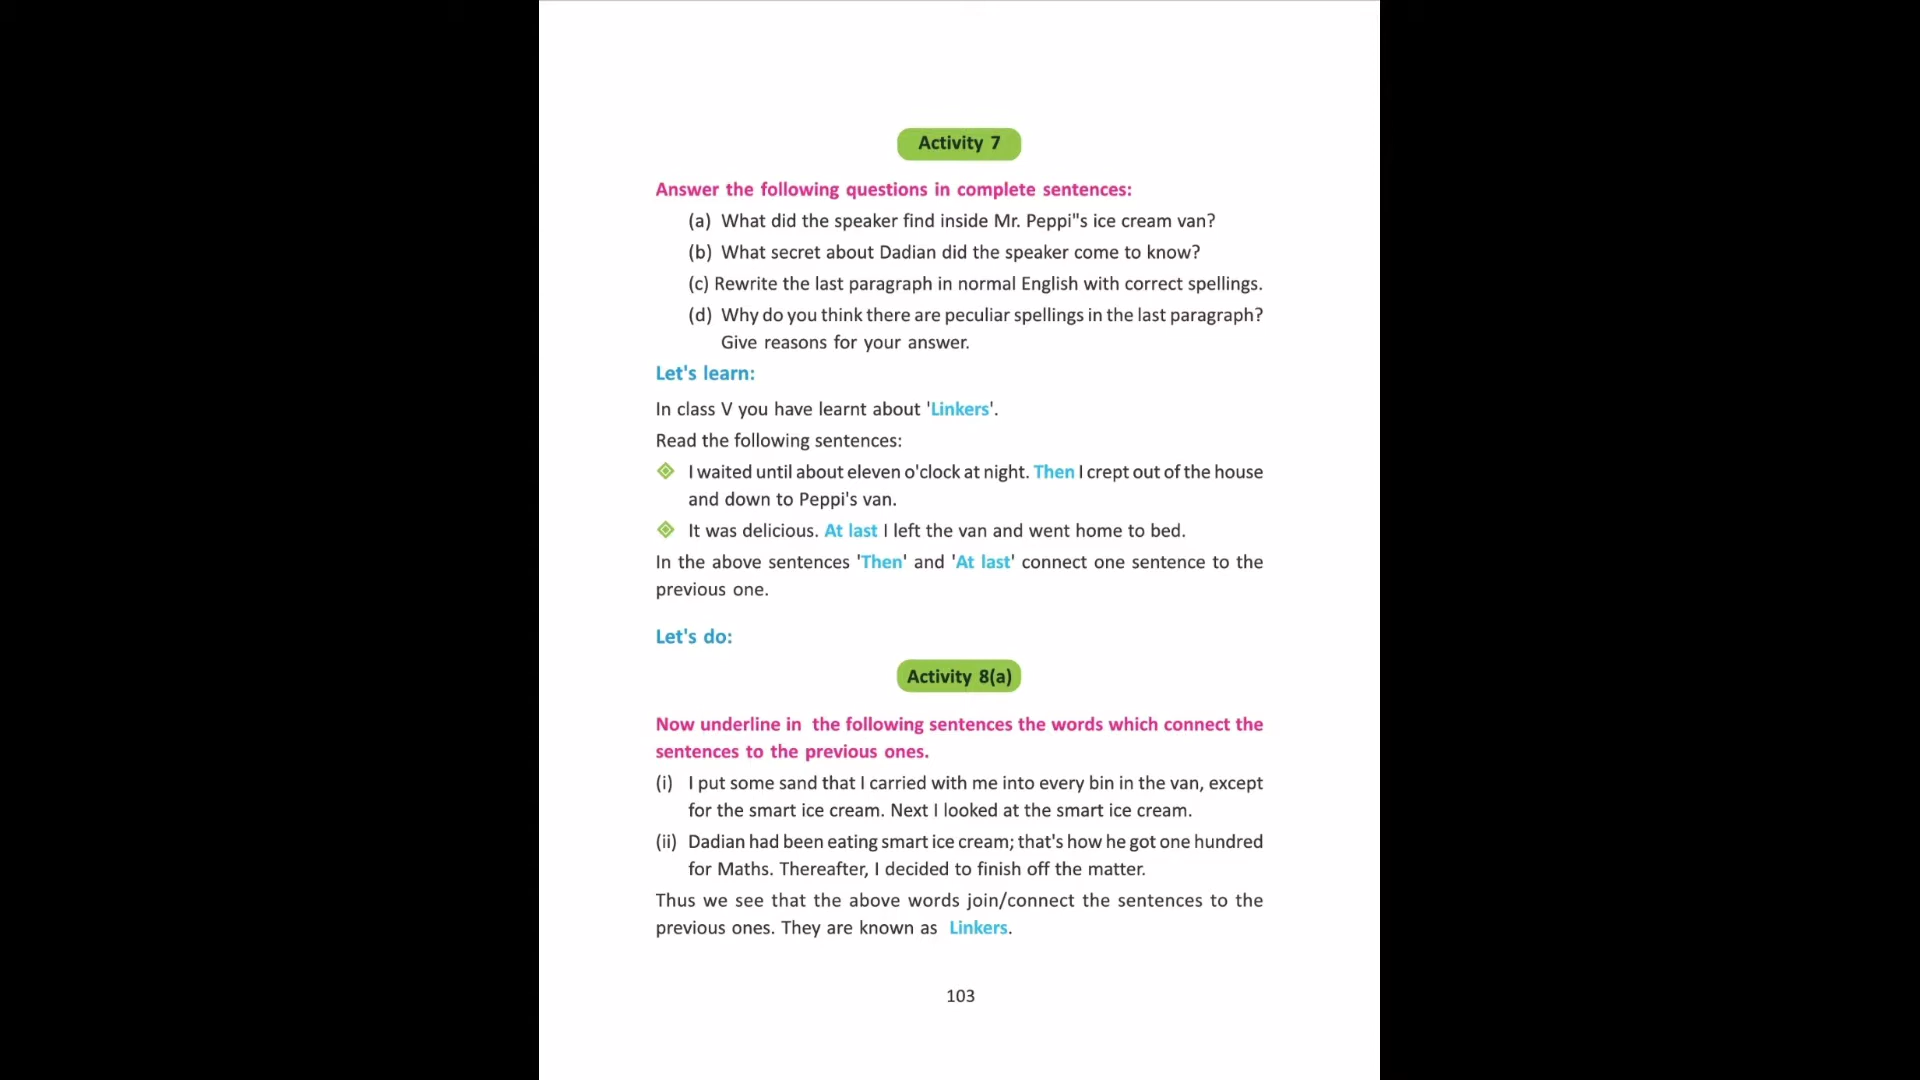 Activity 7
Answer the following questions in complete sentences:
(a) What did the speaker find inside Mr. Peppi"s ice cream van?
(b) What secret about Dadian did the speaker come to know?
(c) Rewrite the last paragraph in normal English with correct spellings.
(d) Why do you think there are peculiar spellings in the last paragraph?
Give reasons for your answer.
Let's learn:
In class V you have learnt about 'Linkers'.
Read the following sentences:
I waited until about eleven o'clock at night. Then I crept out of the house
and down to Peppi's van.
It was delicious. At last I left the van and went home to bed.
In the above sentences 'Then' and 'At last' connect one sentence to the
previous one.
Let's do:
Activity 8(a)
Now underline in the following sentences the words which connect the
sentences to the previous ones.
(i) I put some sand that I carried with me into every bin in the van, except
for the smart ice cream. Next I looked at the smart ice cream.
(ii) Dadian had been eating smart ice cream; that's how he got one hundred
for Maths. Thereafter, I decided to finish off the matter.
Thus we see that the above words join/connect the sentences to the
previous ones. They are known as Linkers.
103